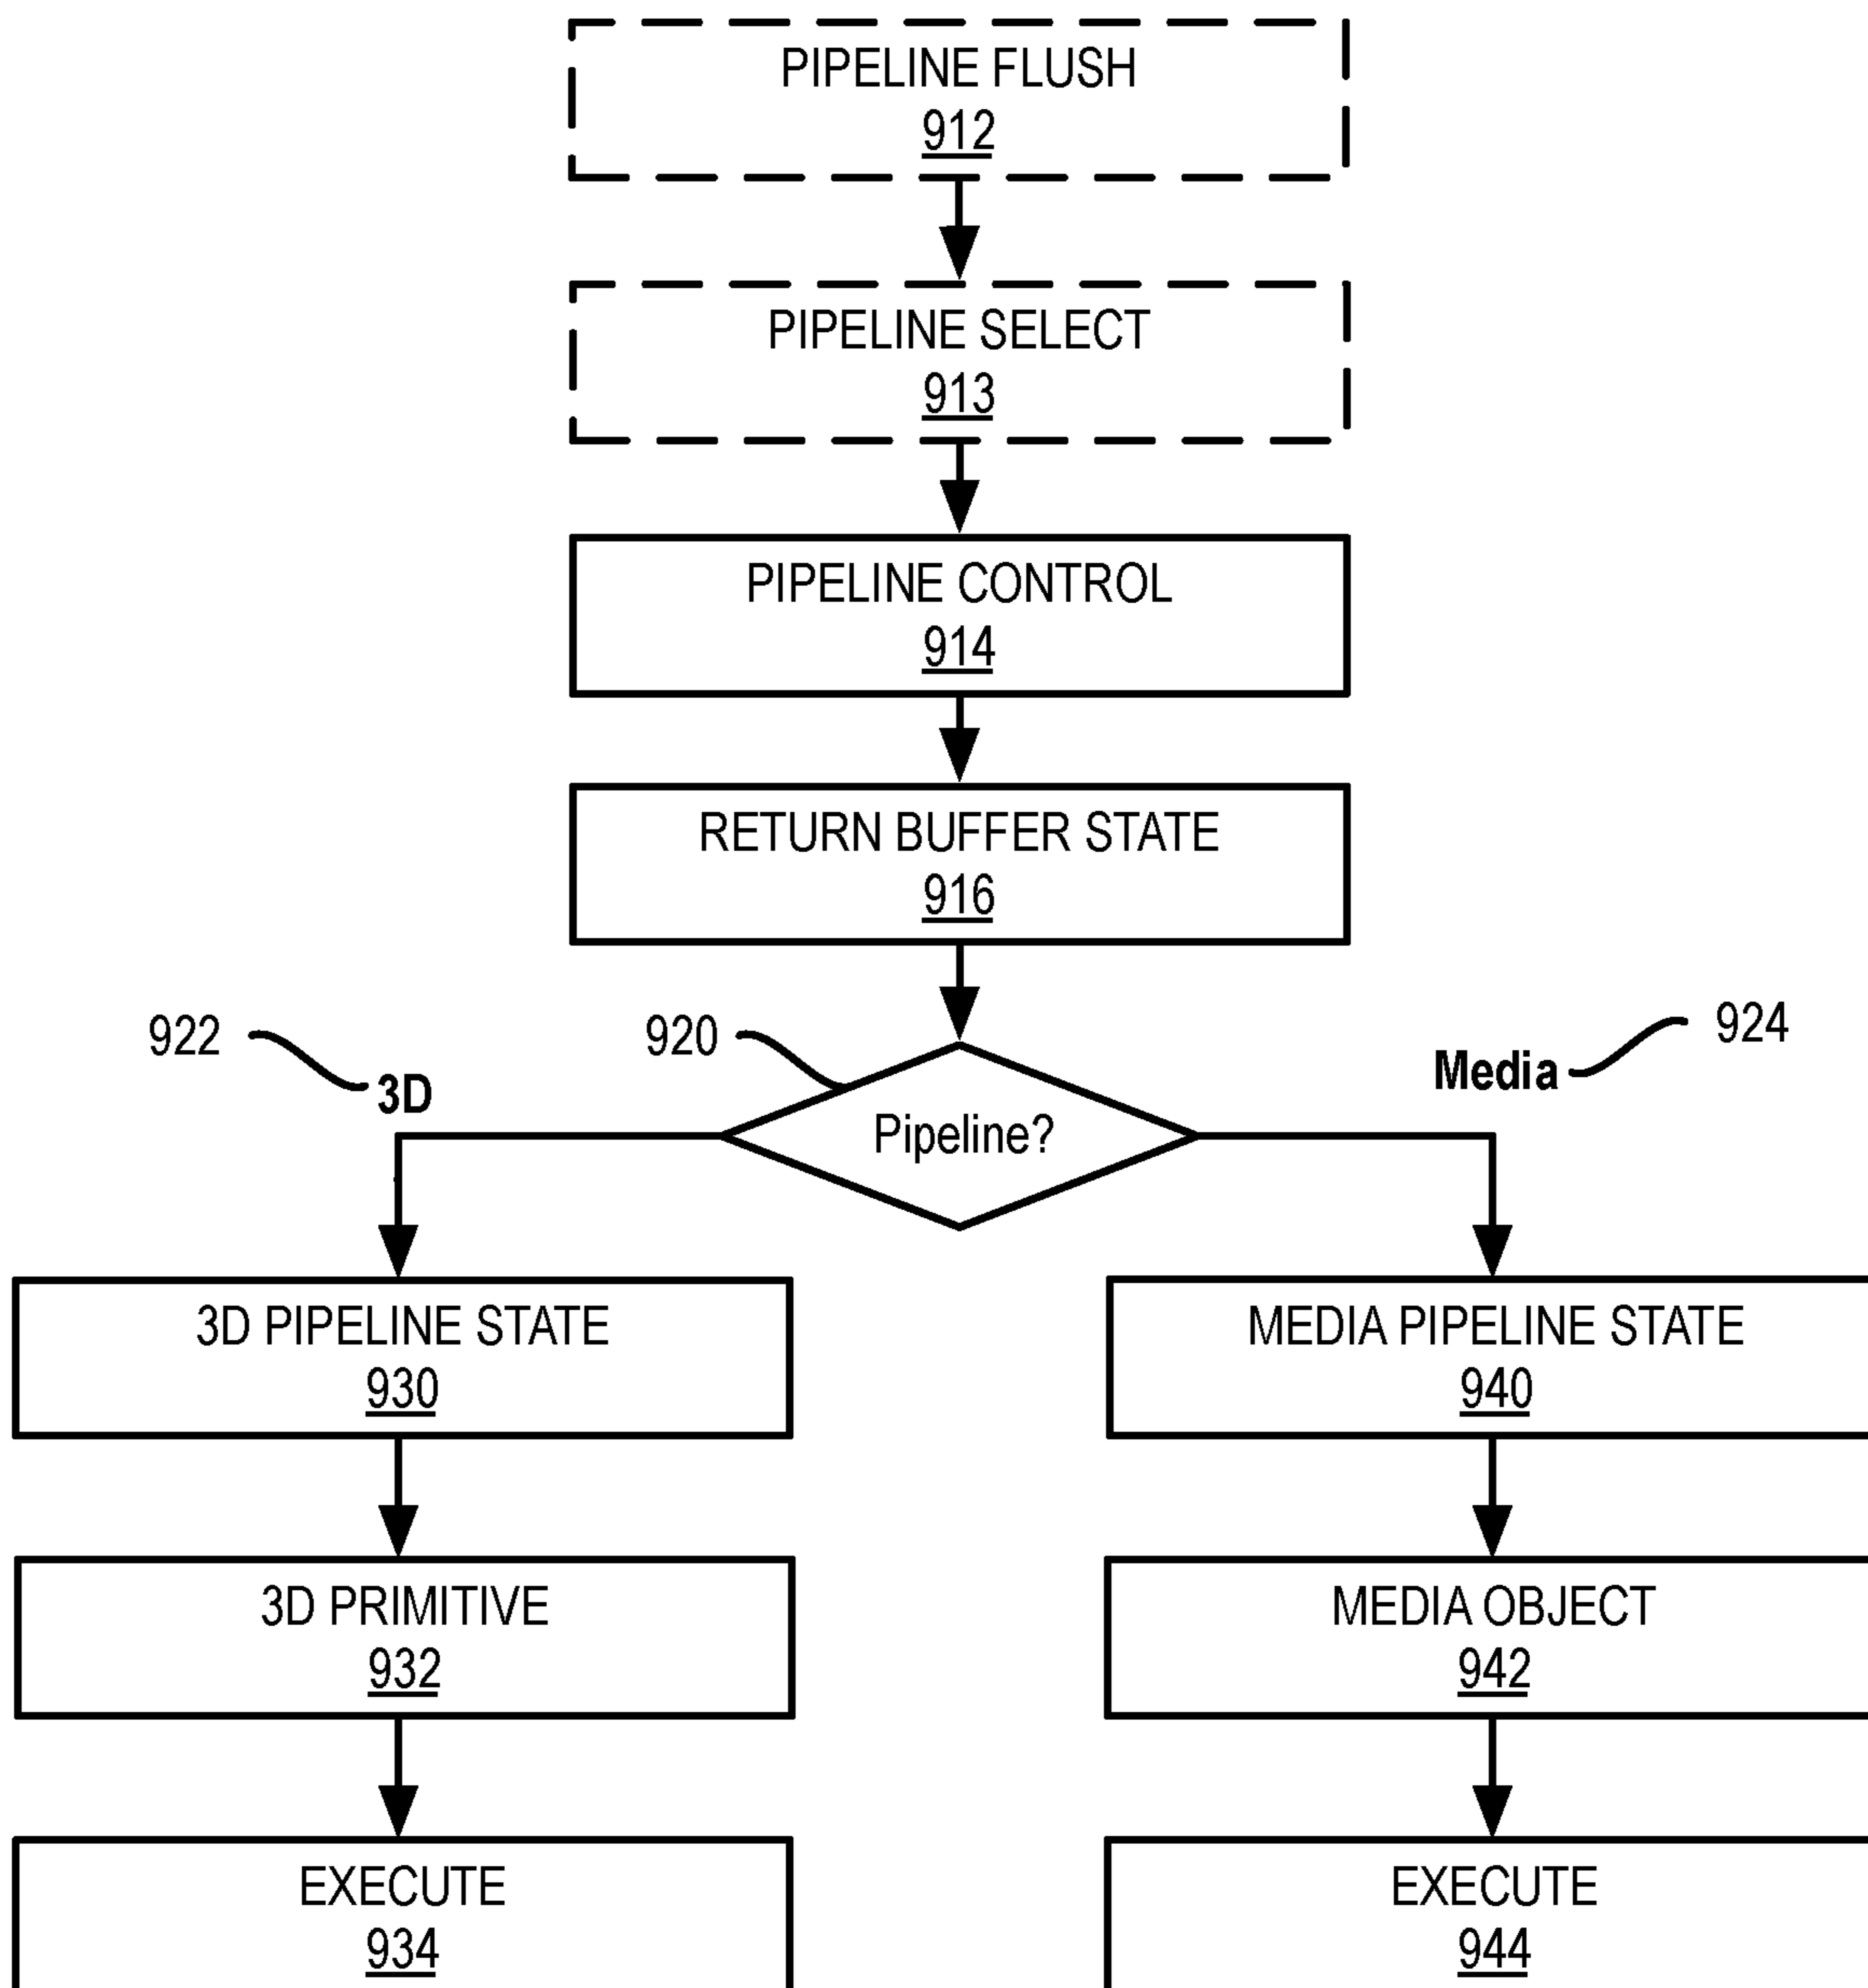 PIPELINE FLUSH
912
PIPELINE SELECT
913
PIPELINE CONTROL
914
RETURN BUFFER STATE
916
922
920
924
3D
Media
Pipeline?
3D PIPELINE STATE
930
MEDIA PIPELINE STATE
940
3D PRIMITIVE
932
MEDIA OBJECT
942
EXECUTE
934
EXECUTE
944